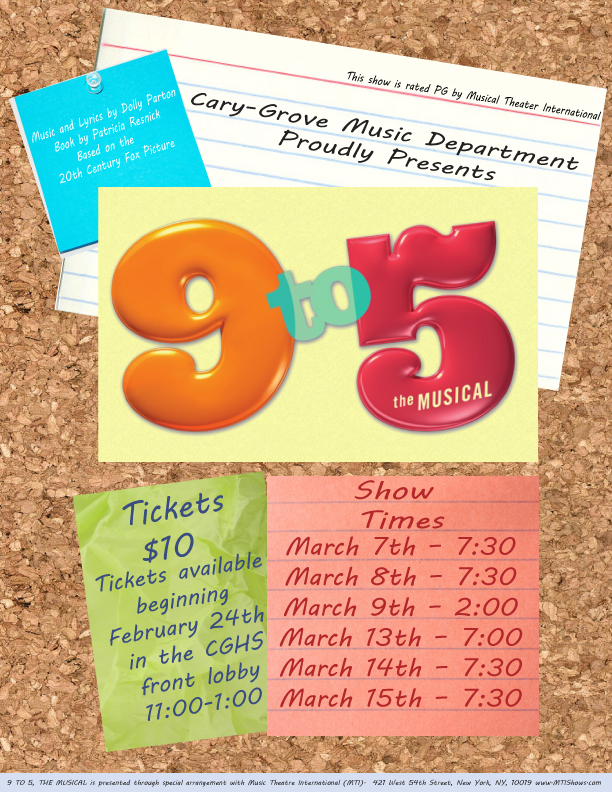 This show is rated PG by Musical Theater International
Music and Lyrics by Dolly Parton
Book by Patricia Resnick
Based on the
20th Century Fox Picture
Cary-Grove Music Department
Proudly Presents
9 to 5
the MUSICAL
Tickets
$10
Tickets available
beginning
February 24th
in the CGHS
front lobby
11:00-1:00
Show
Times
March 7th - 7:30
March 8th - 7:30
March 9th - 2:00
March 13th - 7:00
March 14th - 7:30
March 15th - 7:30
9 TO 5, THE MUSICAL is presented through special arrangement with Music Theatre International (MTI). 421 West 54th Street, New York, NY, 10019 www.MTIShows.com